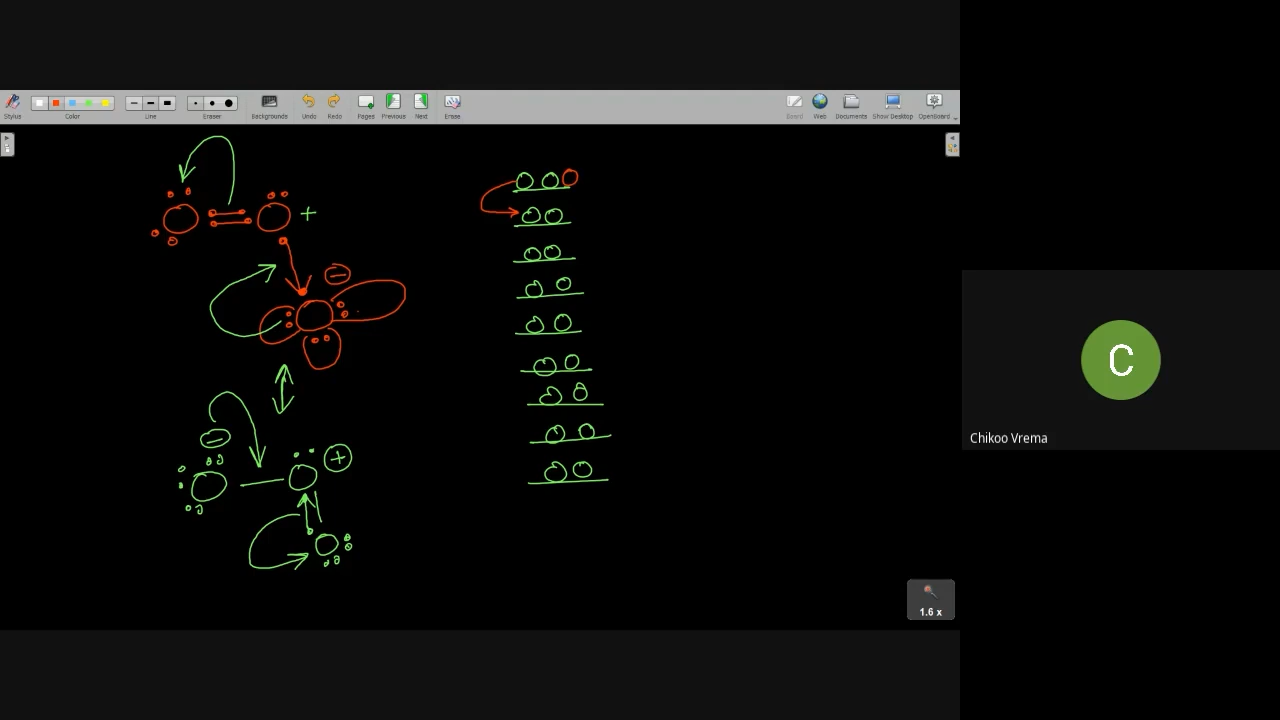 Stylus
Color
Line
Eraser
Backgrounds
Undo
Redo
Pages
Previous
Next
Erase
Board
Web
Documents
Show Desktop
OpenBoard
+
−
−
+
1.6 x
C
Chikoo Vrema